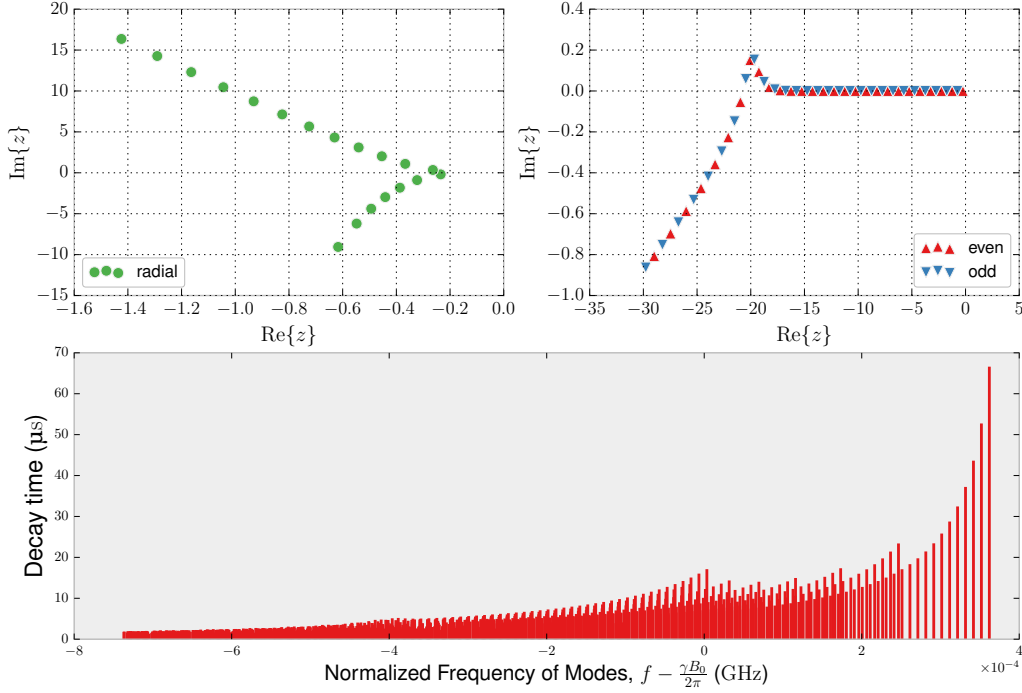 20
15
10
5
0
−5
−10
−15
−1.6 −1.4 −1.2 −1.0 −0.8 −0.6 −0.4 −0.2 0.0
Im{z}
Re{z}
radial
0.4
0.2
0.0
−0.2
−0.4
−0.6
−0.8
−1.0
−35 −30 −25 −20 −15 −10 −5 0
Im{z}
Re{z}
even
odd
70
60
50
40
30
20
10
0
−8 −6 −4 −2 0 2 4
×10⁻⁴
Decay time (μs)
Normalized Frequency of Modes, f − γB₀/2π (GHz)